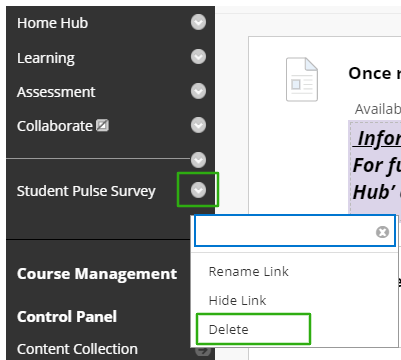 Home Hub
Learning
Assessment
Collaborate
Student Pulse Survey
Course Management
Control Panel
Content Collection
Once r
Availab
Infor
For fu
Hub’
Rename Link
Hide Link
Delete